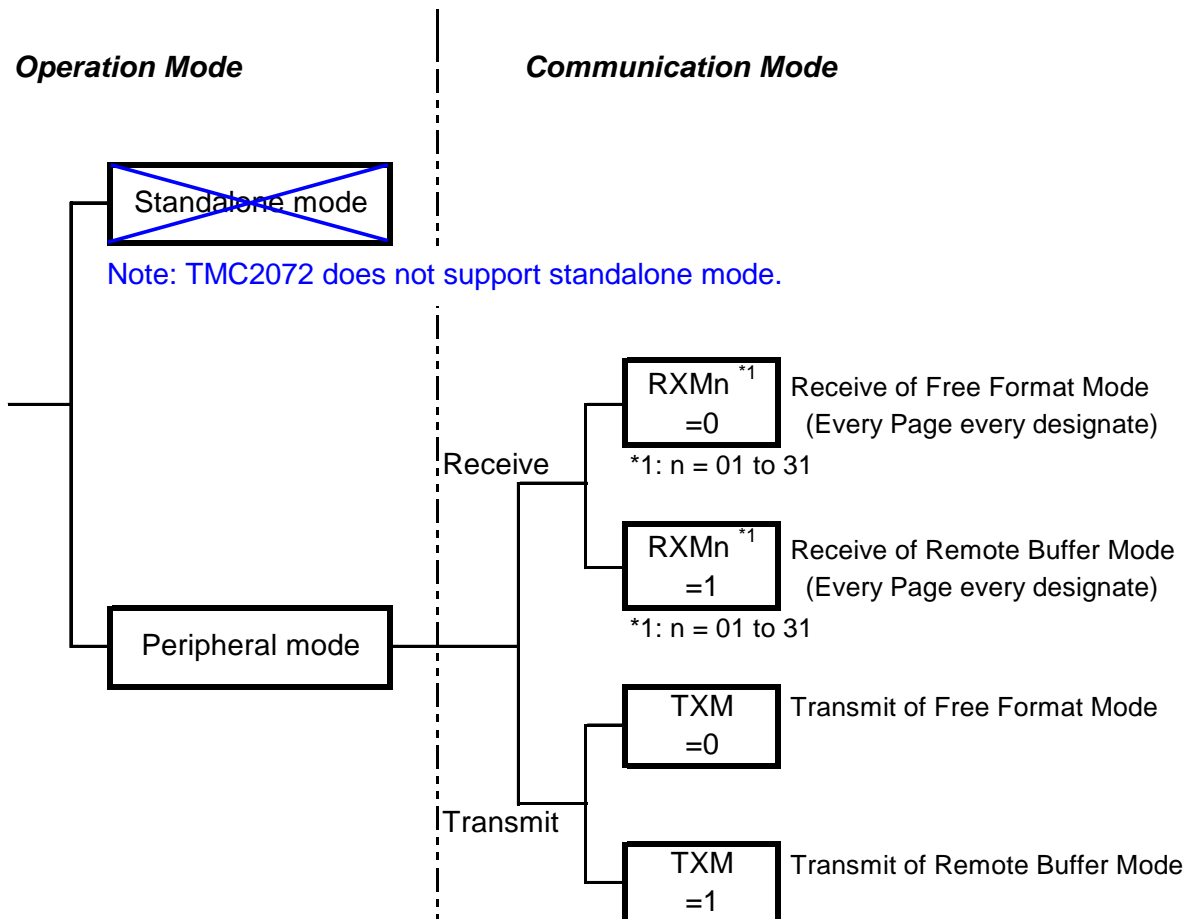 Operation Mode
Communication Mode
Standalone mode
Note: TMC2072 does not support standalone mode.
RXMn *1
=0
Receive of Free Format Mode
(Every Page every designate)
*1: n = 01 to 31
Receive
RXMn *1
=1
Receive of Remote Buffer Mode
(Every Page every designate)
*1: n = 01 to 31
Peripheral mode
TXM
=0
Transmit of Free Format Mode
Transmit
TXM
=1
Transmit of Remote Buffer Mode